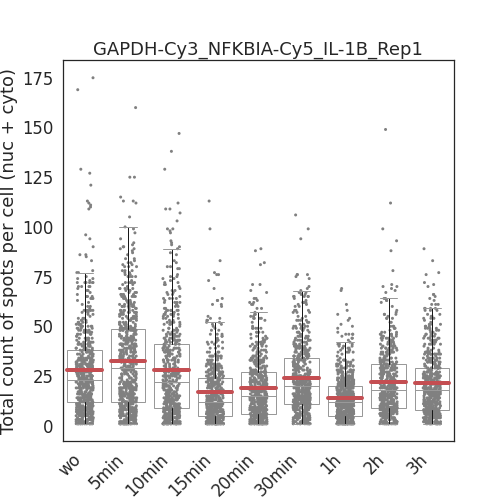 GAPDH-Cy3_NFKBIA-Cy5_IL-1B_Rep1
Total count of spots per cell (nuc + cyto)
175
150
125
100
75
50
25
0
wo
5min
10min
15min
20min
30min
1h
2h
3h